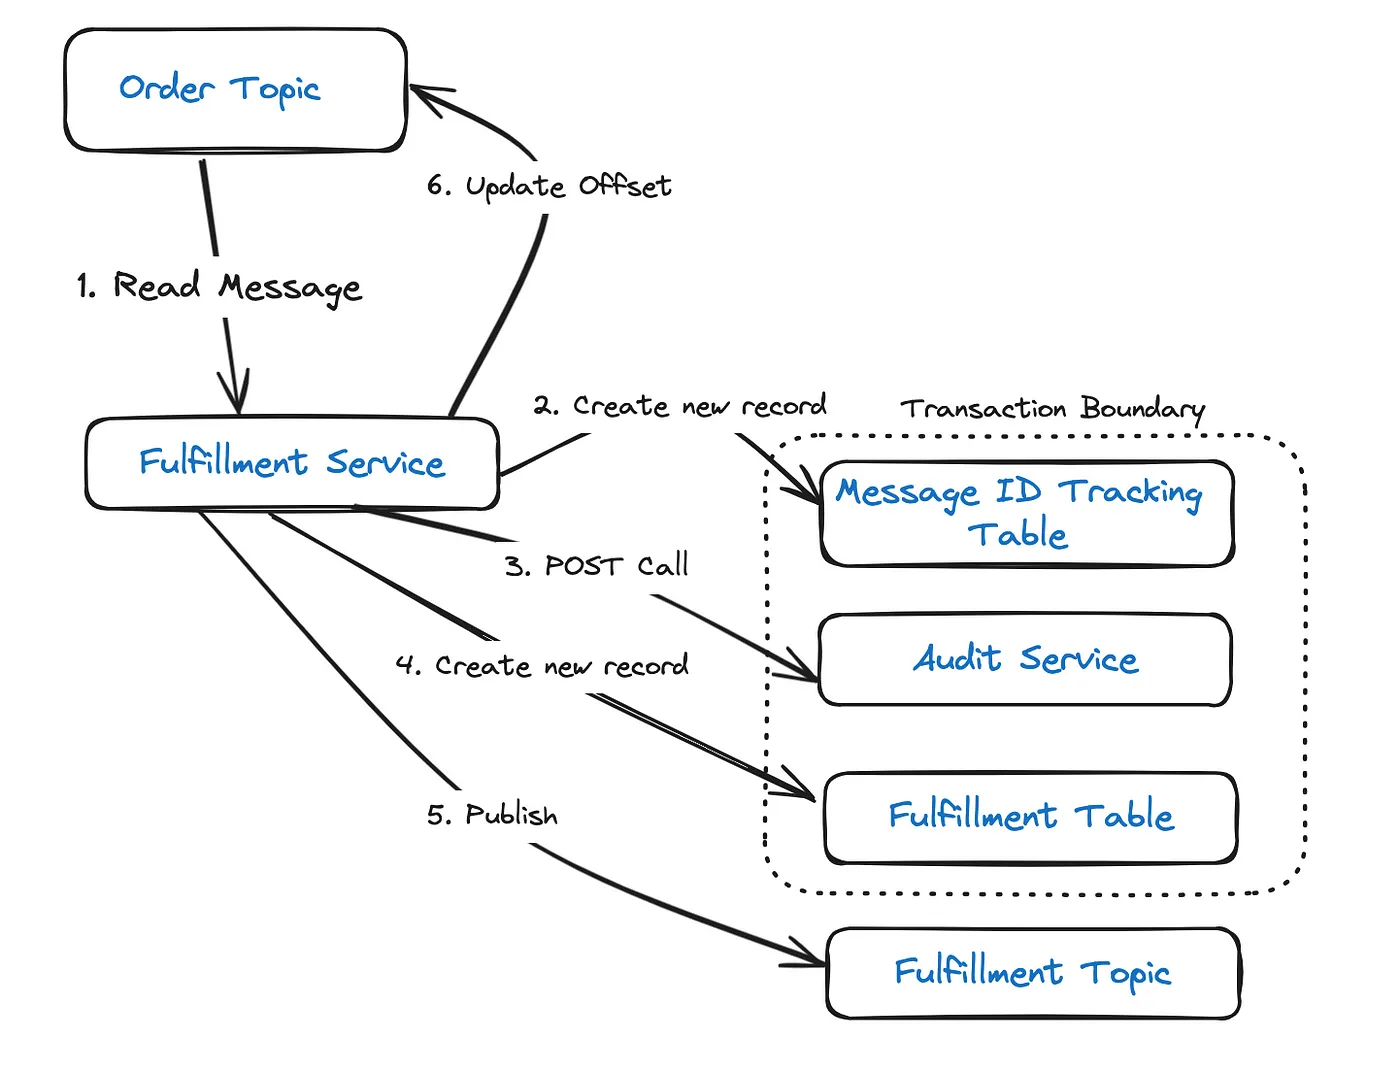 Order Topic
6. Update Offset
1. Read Message
2. Create new record
Transaction Boundary
Fulfillment Service
Message ID Tracking
Table
3. POST Call
Audit Service
4. Create new record
5. Publish
Fulfillment Table
Fulfillment Topic